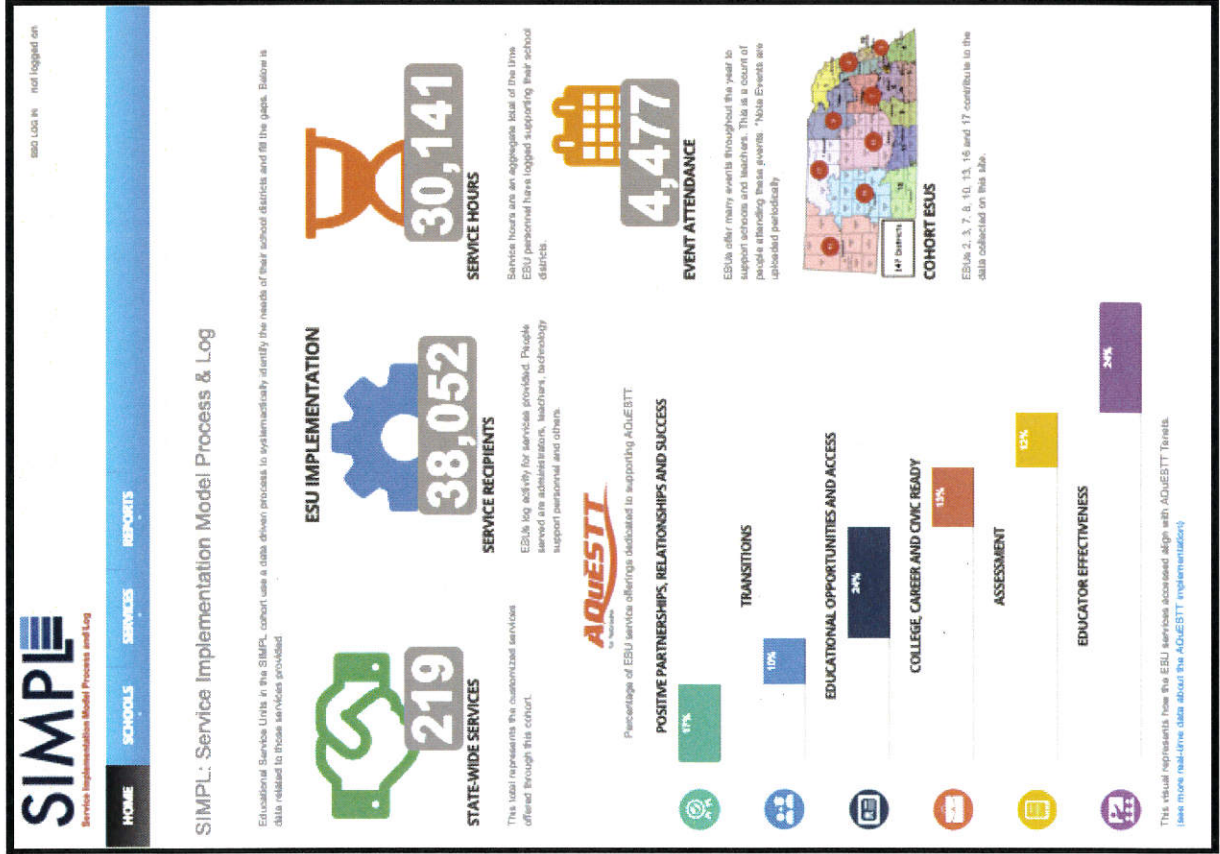 SIMPL
Service Implementation Model Process and Log
SSO LOG IN not logged on
HOME SCHOOLS SERVICES REPORTS
SIMPL: Service Implementation Model Process & Log
Educational Service Units in the SIMPL cohort use a data driven process to systemactically identify the needs of their school districts and fill the gaps. Below is
data related to those services provided
ESU IMPLEMENTATION
219
STATE-WIDE SERVICES
This total represents the customized services
offered through this cohort.
38,052
SERVICE RECIPIENTS
ESUs log activity for services provided. People
served are administrators, teachers, technology
support personnel and others.
30,141
SERVICE HOURS
Service hours are an aggregate total of the time
ESU personnel have logged supporting their school
districts.
AQuESTT
for Nebraska
Percentage of ESU service offerings dedicated to supporting AQuESTT
POSITIVE PARTNERSHIPS, RELATIONSHIPS AND SUCCESS
17%
TRANSITIONS
10%
EDUCATIONAL OPPORTUNITIES AND ACCESS
24%
COLLEGE, CAREER AND CIVIC READY
13%
ASSESSMENT
12%
EDUCATOR EFFECTIVENESS
24%
This visual represents how the ESU services accessed align with AQuESTT Tenets.
(see more real-time data about the AQuESTT implementation)
4,477
EVENT ATTENDANCE
ESUs offer many events throughout the year to
support schools and teachers. This is a count of
people attending these events. *Note Events are
uploaded periodically
147 Districts
COHORT ESUS
ESUs 2, 3, 7, 8, 10, 13, 16 and 17 contribute to the
data collected on this site.